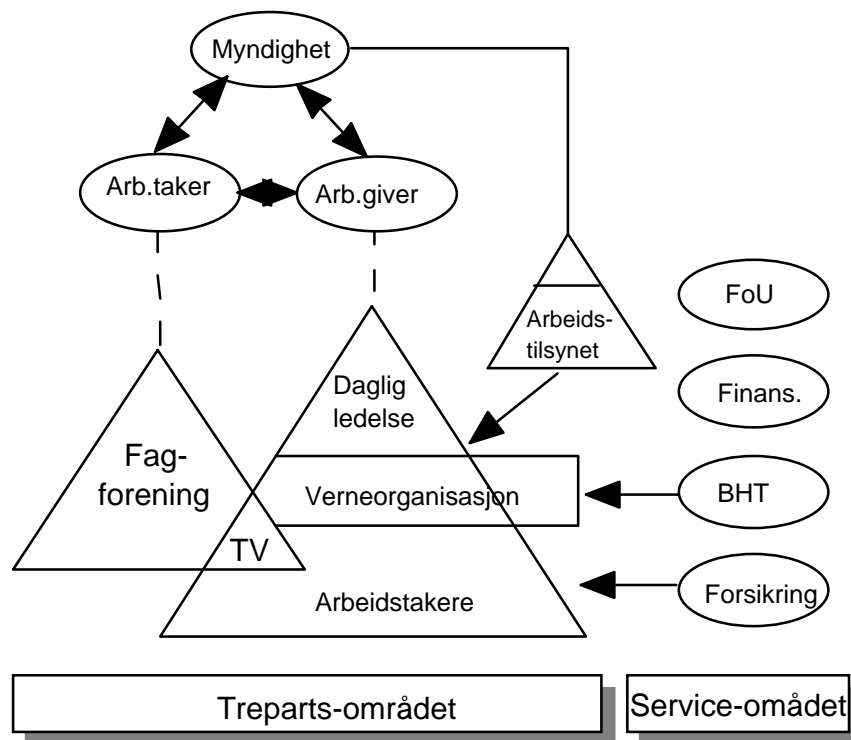 Myndighet
Arb.taker
Arb.giver
Arbeids-
tilsynet
FoU
Daglig
ledelse
Finans.
Fag-
forening
Verneorganisasjon
BHT
TV
Arbeidstakere
Forsikring
Treparts-området
Service-omådet